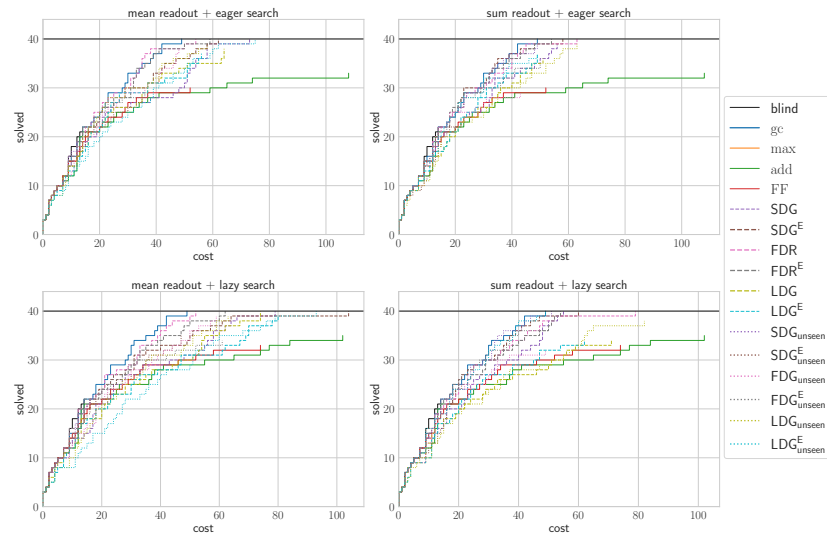 mean readout + eager search
sum readout + eager search
40
30
20
10
0
solved
0 20 40 60 80 100
cost
40
30
20
10
0
solved
0 20 40 60 80 100
cost
mean readout + lazy search
sum readout + lazy search
40
30
20
10
0
solved
0 20 40 60 80 100
cost
40
30
20
10
0
solved
0 20 40 60 80 100
cost
blind
gc
max
add
FF
SDG
SDG^E
FDR
FDR^E
LDG
LDG^E
SDG_unseen
SDG^E_unseen
FDG_unseen
FDG^E_unseen
LDG_unseen
LDG^E_unseen